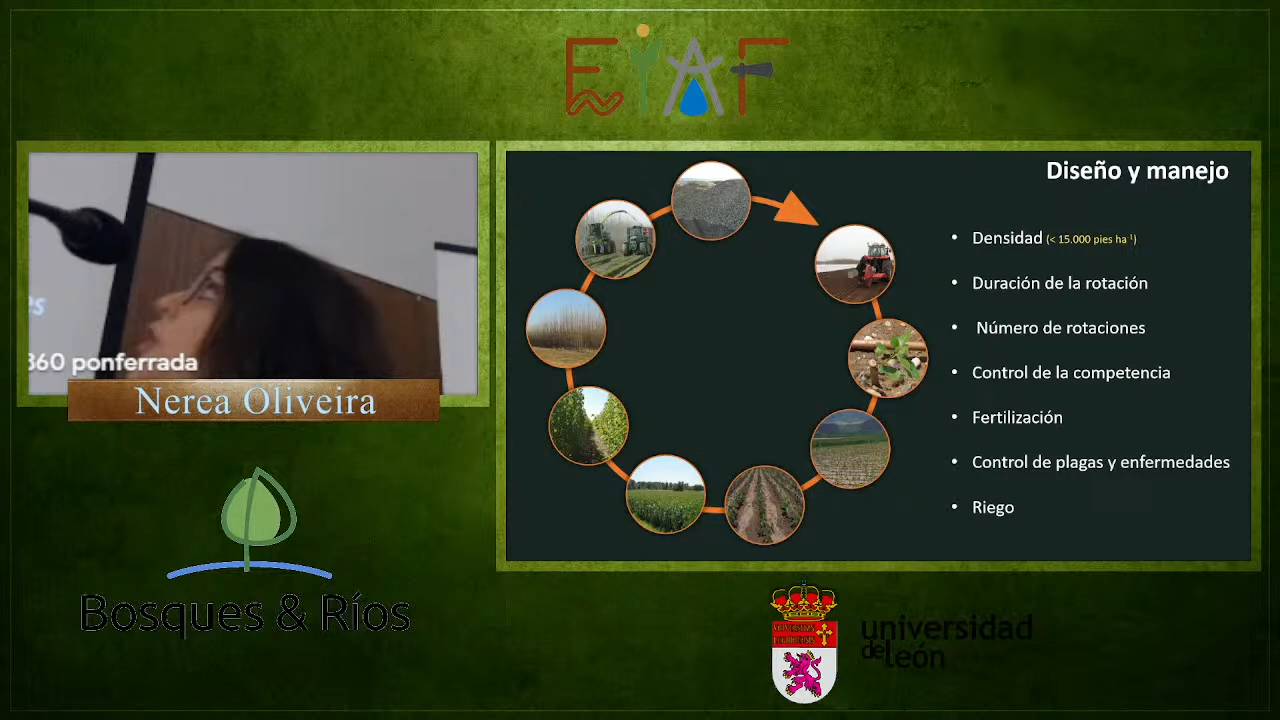 EIAF
Diseño y manejo
• Densidad (< 15.000 pies ha ¹)
• Duración de la rotación
• Número de rotaciones
• Control de la competencia
• Fertilización
• Control de plagas y enfermedades
• Riego
360 ponferrada
Nerea Oliveira
Bosques & Ríos
universidad
de león